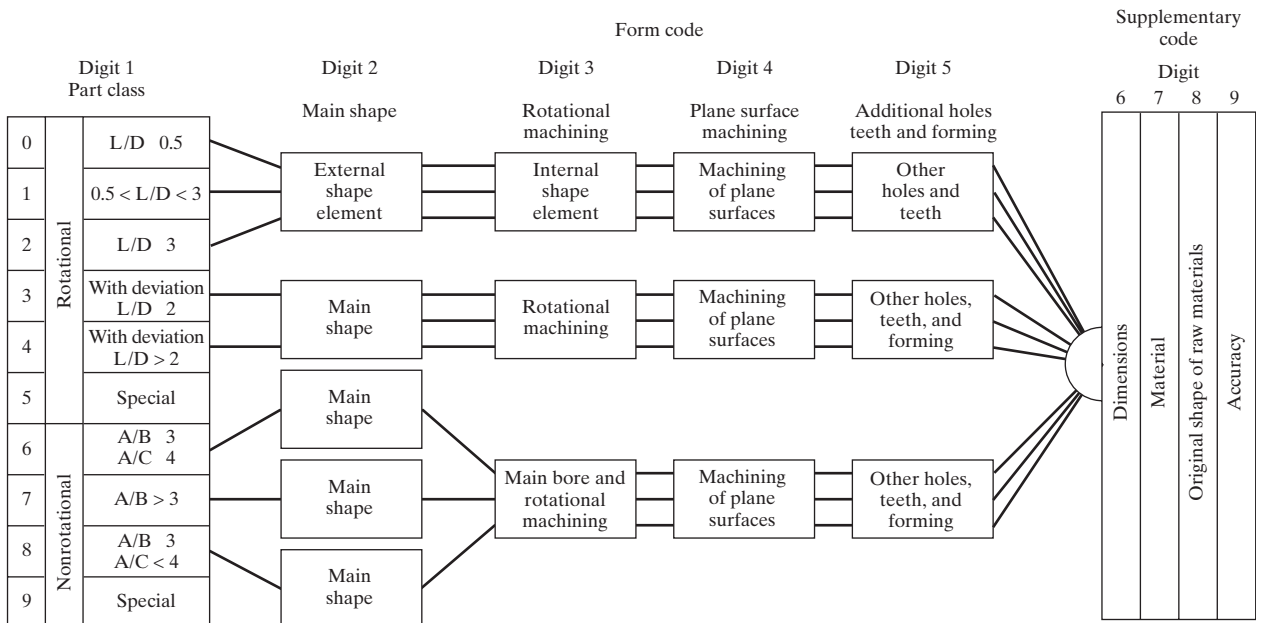 Form code
Supplementary
code
Digit 1
Part class
Digit 2
Digit 3
Digit 4
Digit 5
Digit
6 7 8 9
Main shape
Rotational
machining
Plane surface
machining
Additional holes
teeth and forming
0
L/D 0.5
1
0.5 < L/D < 3
2
L/D 3
Rotational
3
With deviation
L/D 2
4
With deviation
L/D > 2
5
Special
6
A/B 3
A/C 4
7
A/B > 3
Nonrotational
8
A/B 3
A/C < 4
9
Special
External
shape
element
Internal
shape
element
Machining
of plane
surfaces
Other
holes and
teeth
Main
shape
Rotational
machining
Machining
of plane
surfaces
Other holes,
teeth, and
forming
Main
shape
Main
shape
Main
shape
Main bore and
rotational
machining
Machining
of plane
surfaces
Other holes,
teeth, and
forming
Dimensions
Material
Original shape of raw materials
Accuracy